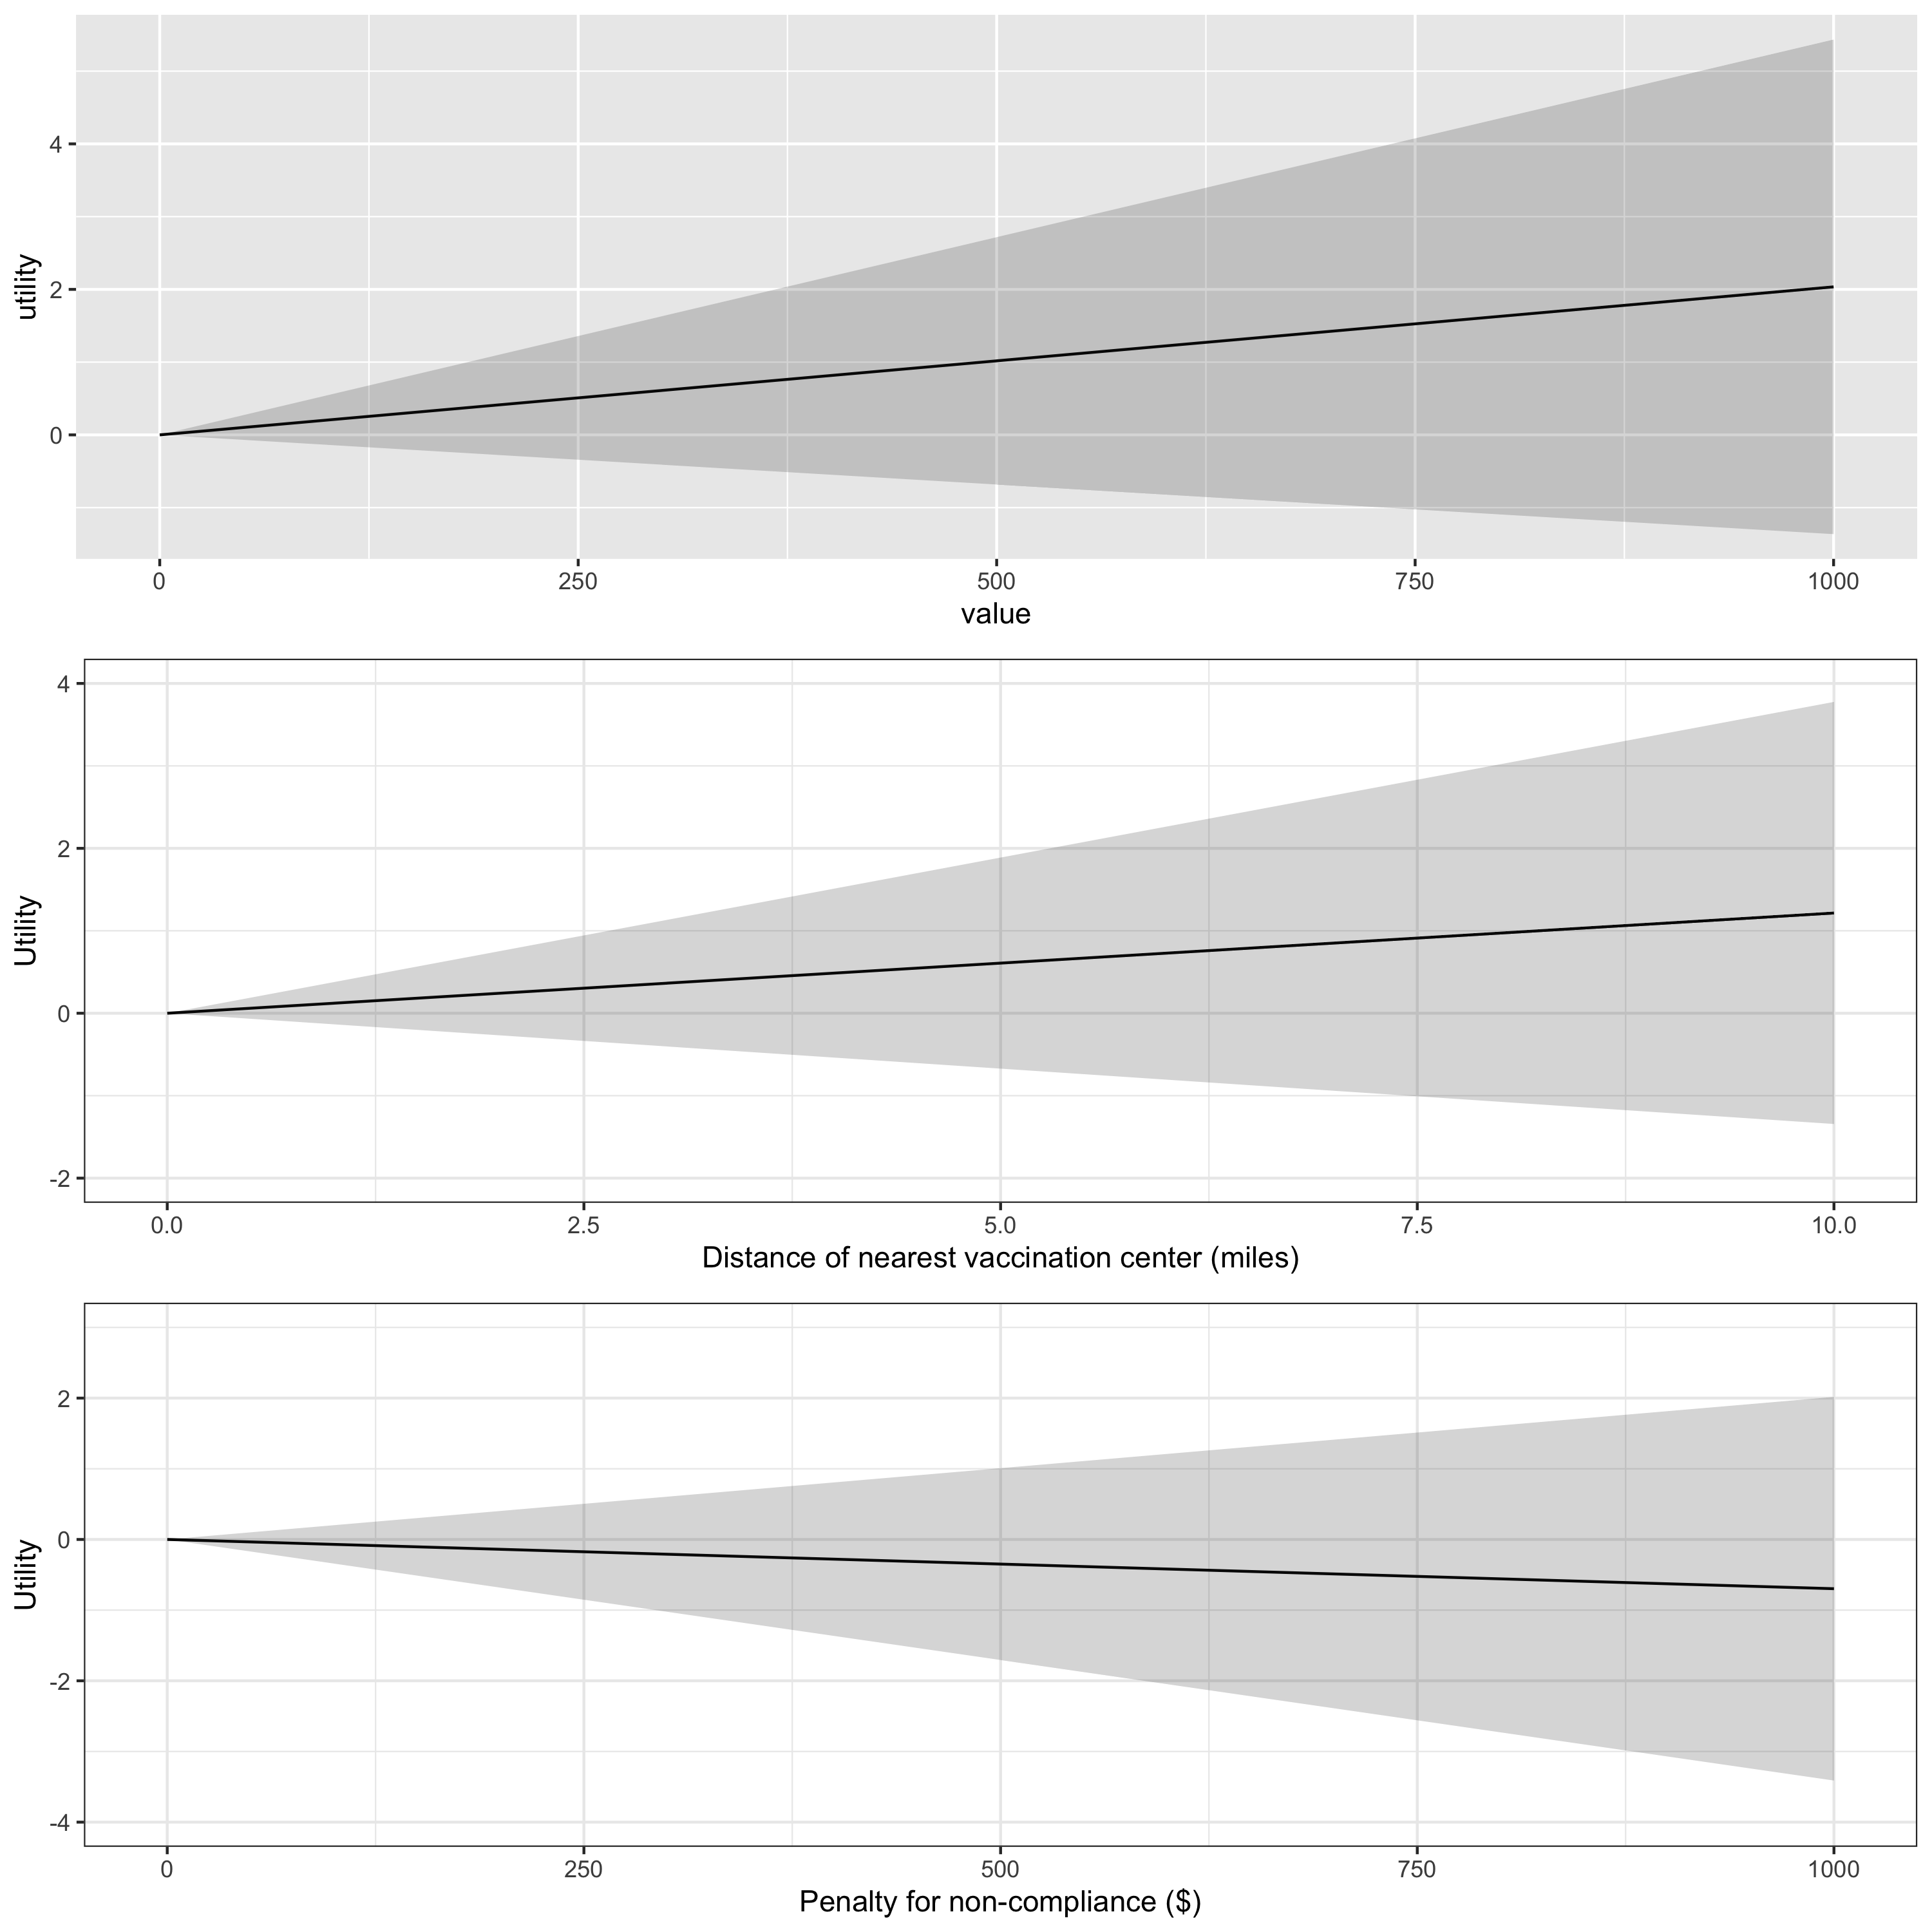 4
2
0
utility
0 250 500 750 1000
value
4
2
0
-2
Utility
0.0 2.5 5.0 7.5 10.0
Distance of nearest vaccination center (miles)
2
0
-2
-4
Utility
0 250 500 750 1000
Penalty for non-compliance ($)